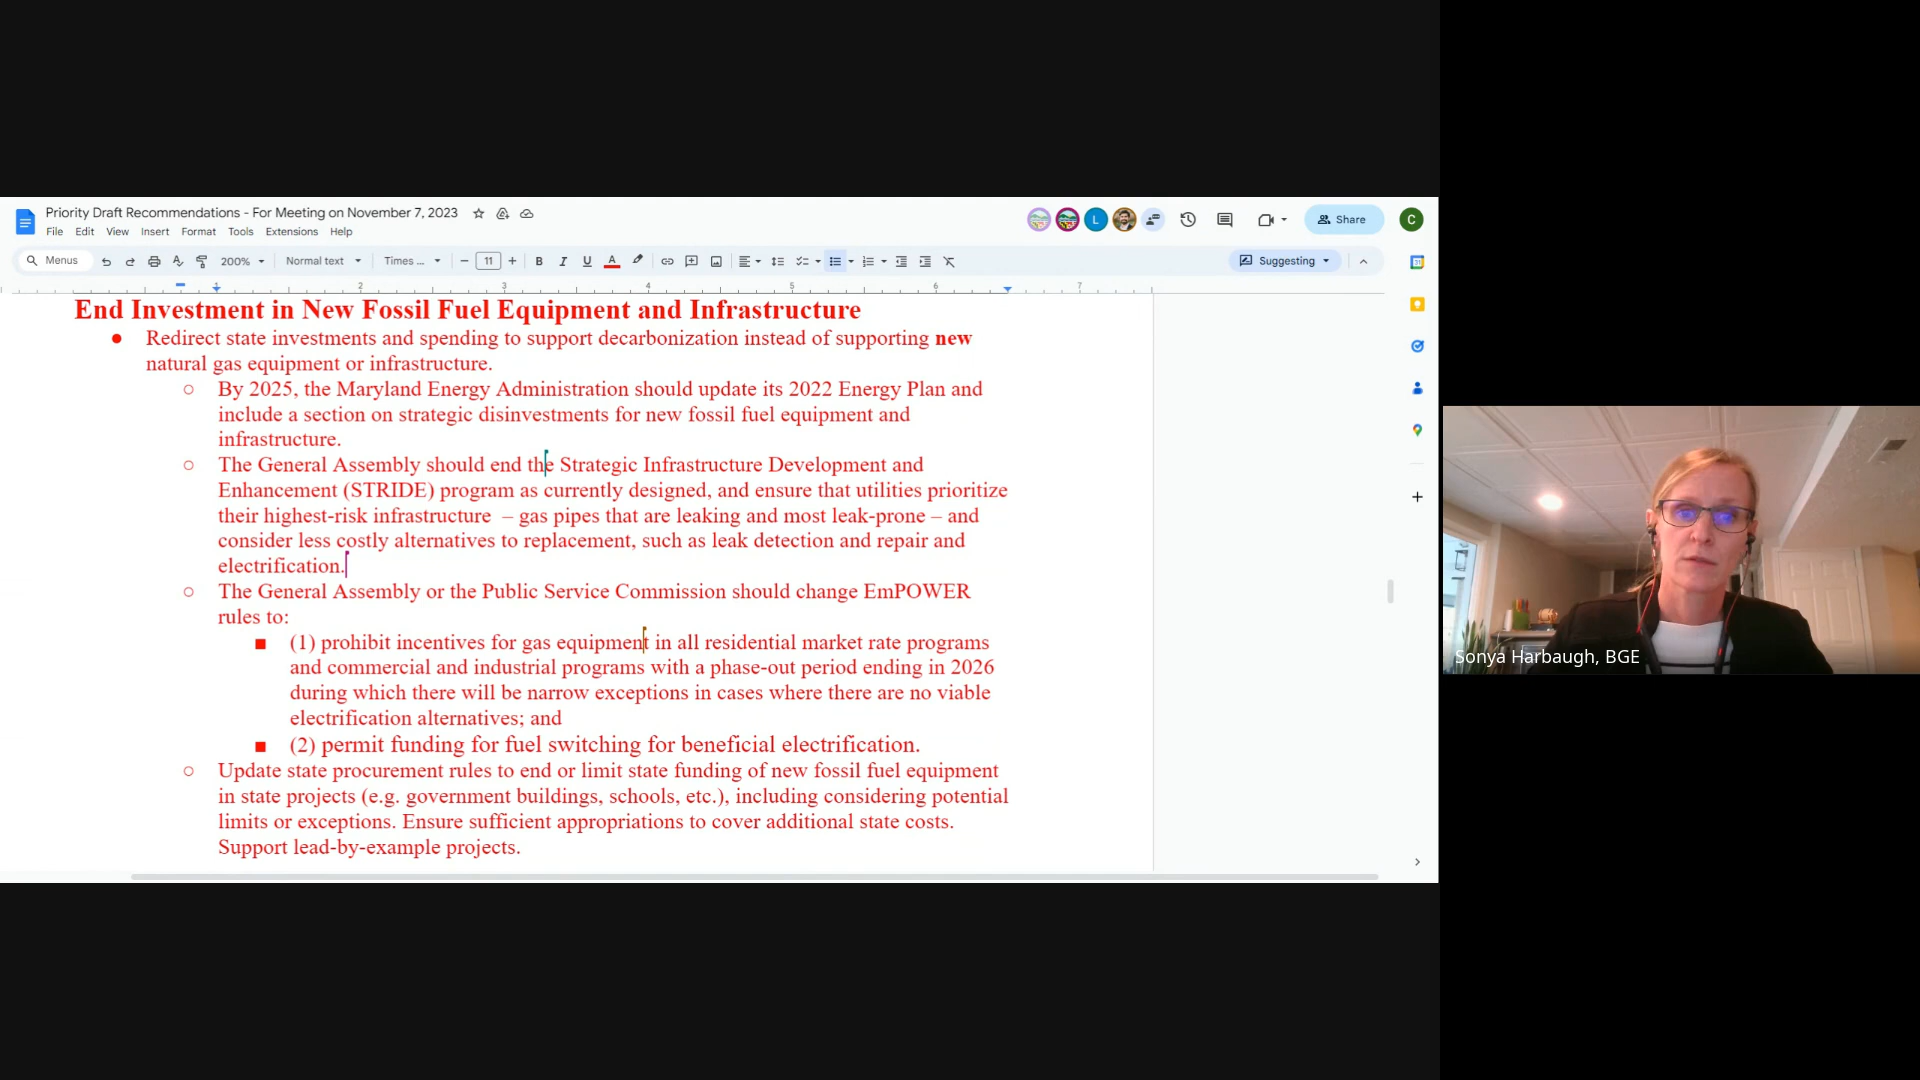 Priority Draft Recommendations - For Meeting on November 7, 2023
File Edit View Insert Format Tools Extensions Help
L
Share
C
Menus
200%
Normal text
Times ...
11
B I U A
Suggesting
1 2 3 4 5 6 7
End Investment in New Fossil Fuel Equipment and Infrastructure
● Redirect state investments and spending to support decarbonization instead of supporting new
natural gas equipment or infrastructure.
○ By 2025, the Maryland Energy Administration should update its 2022 Energy Plan and
include a section on strategic disinvestments for new fossil fuel equipment and
infrastructure.
○ The General Assembly should end the Strategic Infrastructure Development and
Enhancement (STRIDE) program as currently designed, and ensure that utilities prioritize
their highest-risk infrastructure – gas pipes that are leaking and most leak-prone – and
consider less costly alternatives to replacement, such as leak detection and repair and
electrification.
○ The General Assembly or the Public Service Commission should change EmPOWER
rules to:
■ (1) prohibit incentives for gas equipment in all residential market rate programs
and commercial and industrial programs with a phase-out period ending in 2026
during which there will be narrow exceptions in cases where there are no viable
electrification alternatives; and
■ (2) permit funding for fuel switching for beneficial electrification.
○ Update state procurement rules to end or limit state funding of new fossil fuel equipment
in state projects (e.g. government buildings, schools, etc.), including considering potential
limits or exceptions. Ensure sufficient appropriations to cover additional state costs.
Support lead-by-example projects.
Sonya Harbaugh, BGE